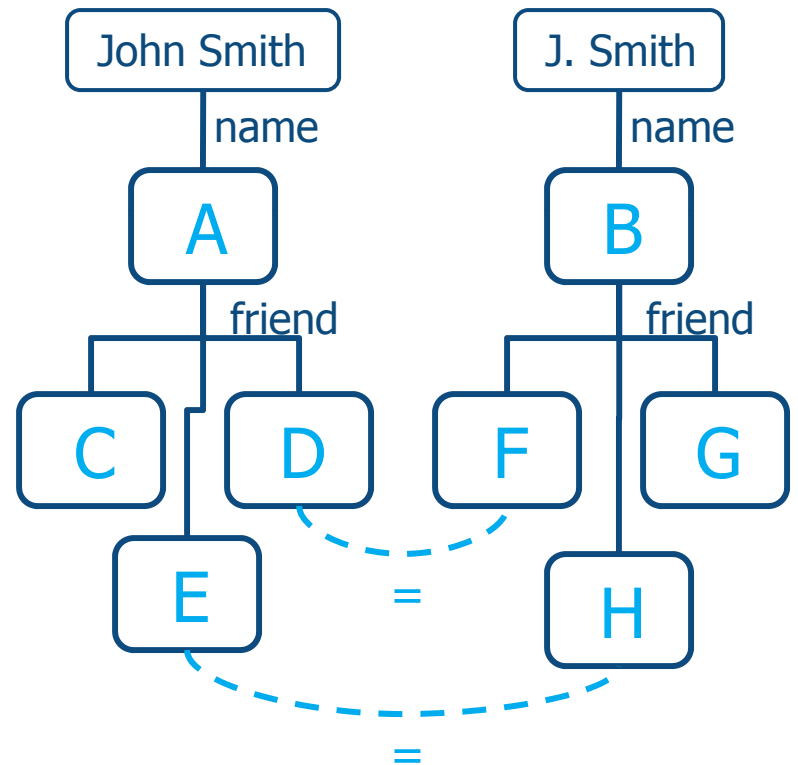 John Smith
J. Smith
name
name
A
B
friend
friend
C
D
F
G
E
=
H
=